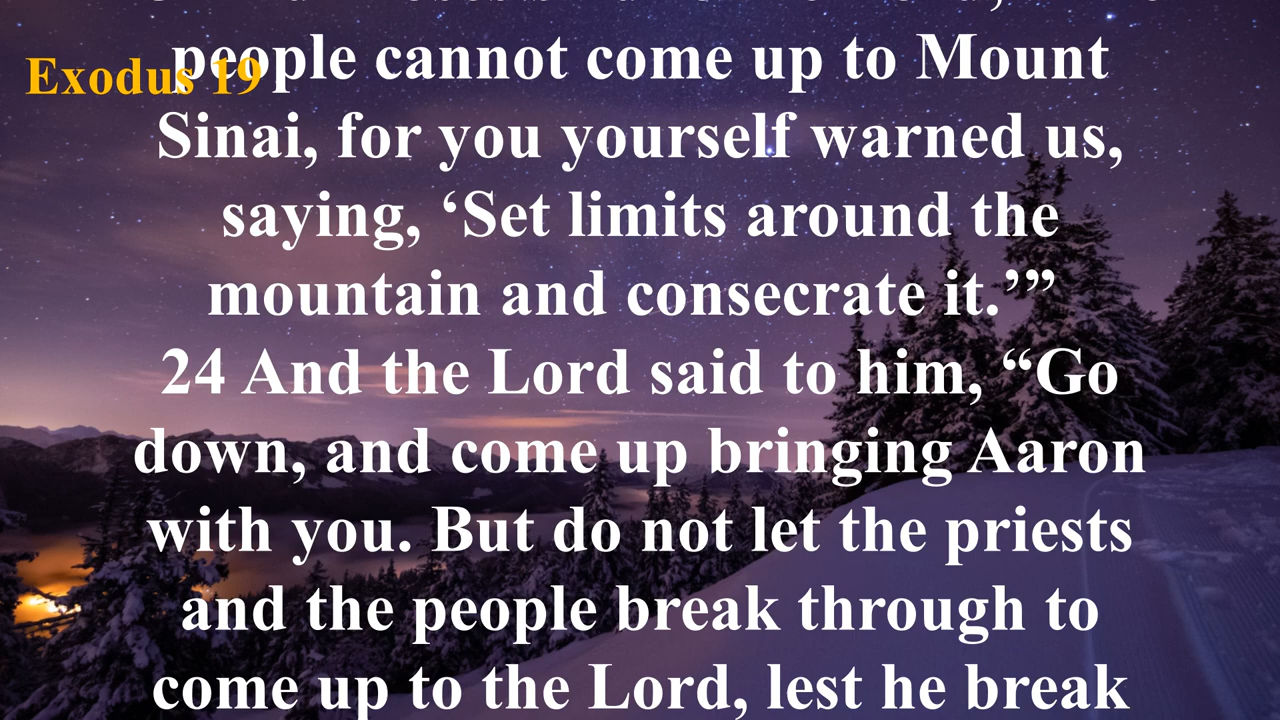 Exodus 19
people cannot come up to Mount
Sinai, for you yourself warned us,
saying, ‘Set limits around the
mountain and consecrate it.’”
24 And the Lord said to him, “Go
down, and come up bringing Aaron
with you. But do not let the priests
and the people break through to
come up to the Lord, lest he break